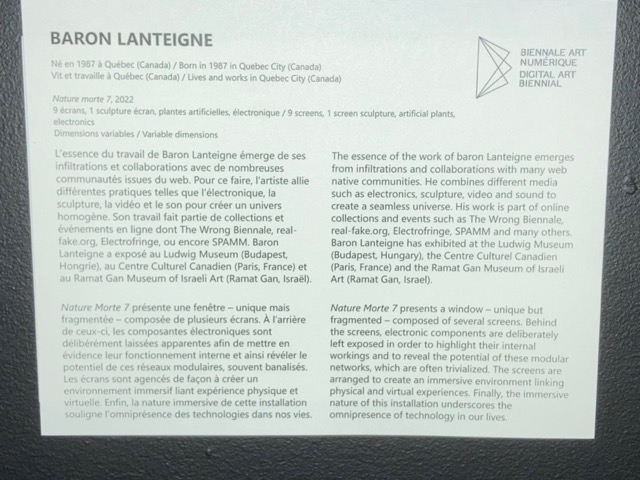 BARON LANTEIGNE
Né en 1987 à Québec (Canada) / Born in 1987 in Quebec City (Canada)
Vit et travaille à Québec (Canada) / Lives and works in Quebec City (Canada)
BIENNALE ART
NUMÉRIQUE
DIGITAL ART
BIENNIAL
Nature morte 7, 2022
9 écrans, 1 sculpture écran, plantes artificielles, électronique / 9 screens, 1 screen sculpture, artificial plants,
electronics
Dimensions variables / Variable dimensions
L'essence du travail de Baron Lanteigne émerge de ses
infiltrations et collaborations avec de nombreuses
communautés issues du web. Pour ce faire, l'artiste allie
différentes pratiques telles que l'électronique, la
sculpture, la vidéo et le son pour créer un univers
homogène. Son travail fait partie de collections et
événements en ligne dont The Wrong Biennale, real-
fake.org, Electrofringe, ou encore SPAMM. Baron
Lanteigne a exposé au Ludwig Museum (Budapest,
Hongrie), au Centre Culturel Canadien (Paris, France) et
au Ramat Gan Museum of Israeli Art (Ramat Gan, Israël).
Nature Morte 7 présente une fenêtre – unique mais
fragmentée – composée de plusieurs écrans. À l'arrière
de ceux-ci, les composantes électroniques sont
délibérément laissées apparentes afin de mettre en
évidence leur fonctionnement interne et ainsi révéler le
potentiel de ces réseaux modulaires, souvent banalisés.
Les écrans sont agencés de façon à créer un
environnement immersif liant expérience physique et
virtuelle. Enfin, la nature immersive de cette installation
souligne l'omniprésence des technologies dans nos vies.
The essence of the work of baron Lanteigne emerges
from infiltrations and collaborations with many web
native communities. He combines different media
such as electronics, sculpture, video and sound to
create a seamless universe. His work is part of online
collections and events such as The Wrong Biennale,
real-fake.org, Electrofringe, SPAMM and many others.
Baron Lanteigne has exhibited at the Ludwig Museum
(Budapest, Hungary), the Centre Culturel Canadien
(Paris, France) and the Ramat Gan Museum of Israeli
Art (Ramat Gan, Israel).
Nature Morte 7 presents a window – unique but
fragmented – composed of several screens. Behind
the screens, electronic components are deliberately
left exposed in order to highlight their internal
workings and to reveal the potential of these modular
networks, which are often trivialized. The screens are
arranged to create an immersive environment linking
physical and virtual experiences. Finally, the immersive
nature of this installation underscores the
omnipresence of technology in our lives.